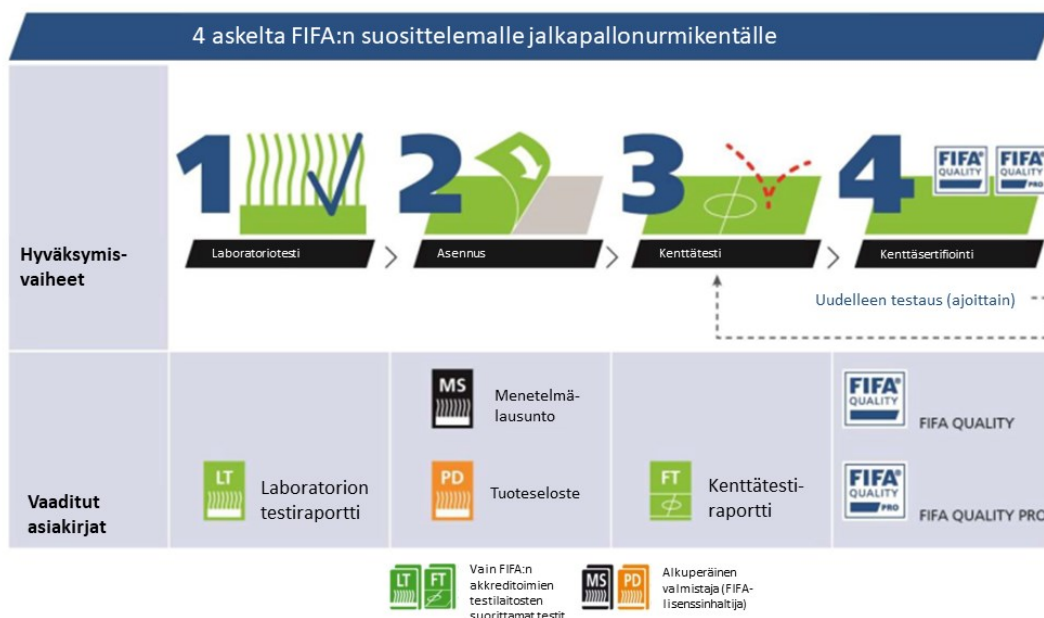 4 askelta FIFA:n suosittelemalle jalkapallonurmikentälle
Hyväksymis-
vaiheet
1
2
3
4
FIFA®
QUALITY
FIFA®
QUALITY
PRO
Laboratoriotesti
Asennus
Kenttätesti
Kenttäsertifiointi
Uudelleen testaus (ajoittain)
Vaaditut
asiakirjat
LT
Laboratorion
testiraportti
MS
Menetelmä-
lausunto
PD
Tuoteseloste
FT
Kenttätesti-
raportti
FIFA®
QUALITY
FIFA QUALITY
FIFA®
QUALITY
PRO
FIFA QUALITY PRO
LT
FT
Vain FIFA:n
akkreditoimien
testilaitosten
suorittamat testit
MS
PD
Alkuperäinen
valmistaja (FIFA-
lisenssinhaltija)